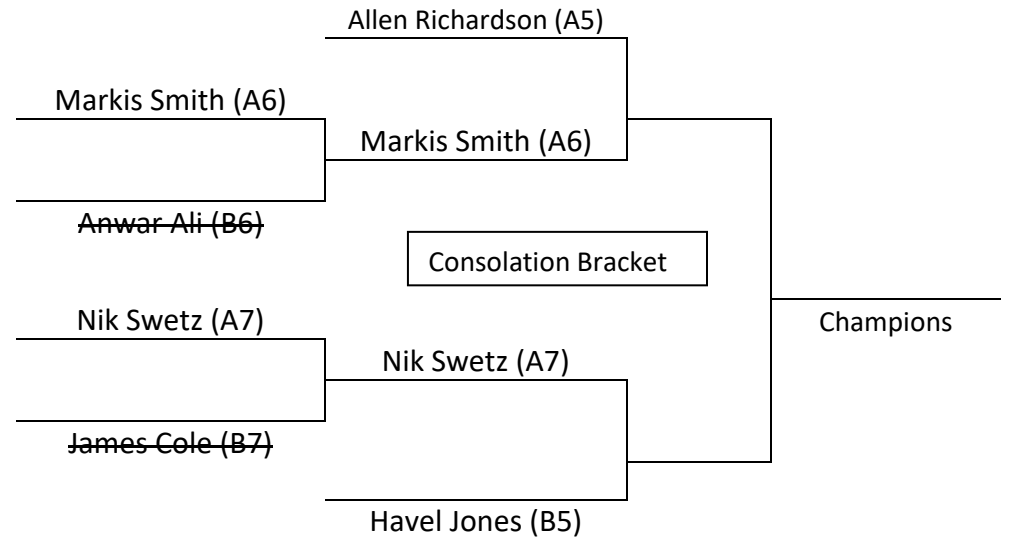 Allen Richardson (A5)
Markis Smith (A6)
Markis Smith (A6)
Anwar Ali (B6)
Consolation Bracket
Nik Swetz (A7)
Champions
Nik Swetz (A7)
James Cole (B7)
Havel Jones (B5)